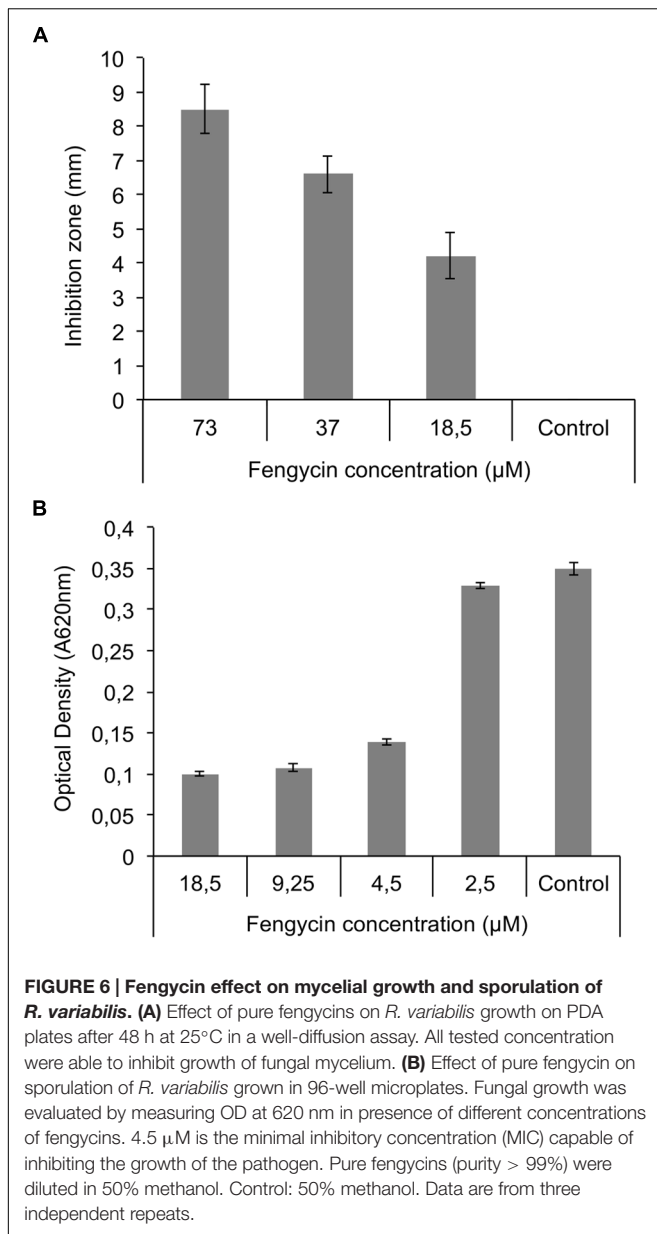 A
Inhibition zone (mm)
10
9
8
7
6
5
4
3
2
1
0
73 37 18,5 Control
Fengycin concentration (µM)
B
Optical Density (A620nm)
0,4
0,35
0,3
0,25
0,2
0,15
0,1
0,05
0
18,5 9,25 4,5 2,5 Control
Fengycin concentration (µM)
FIGURE 6 | Fengycin effect on mycelial growth and sporulation of
R. variabilis. (A) Effect of pure fengycins on R. variabilis growth on PDA
plates after 48 h at 25°C in a well-diffusion assay. All tested concentration
were able to inhibit growth of fungal mycelium. (B) Effect of pure fengycin on
sporulation of R. variabilis grown in 96-well microplates. Fungal growth was
evaluated by measuring OD at 620 nm in presence of different concentrations
of fengycins. 4.5 μM is the minimal inhibitory concentration (MIC) capable of
inhibiting the growth of the pathogen. Pure fengycins (purity > 99%) were
diluted in 50% methanol. Control: 50% methanol. Data are from three
independent repeats.